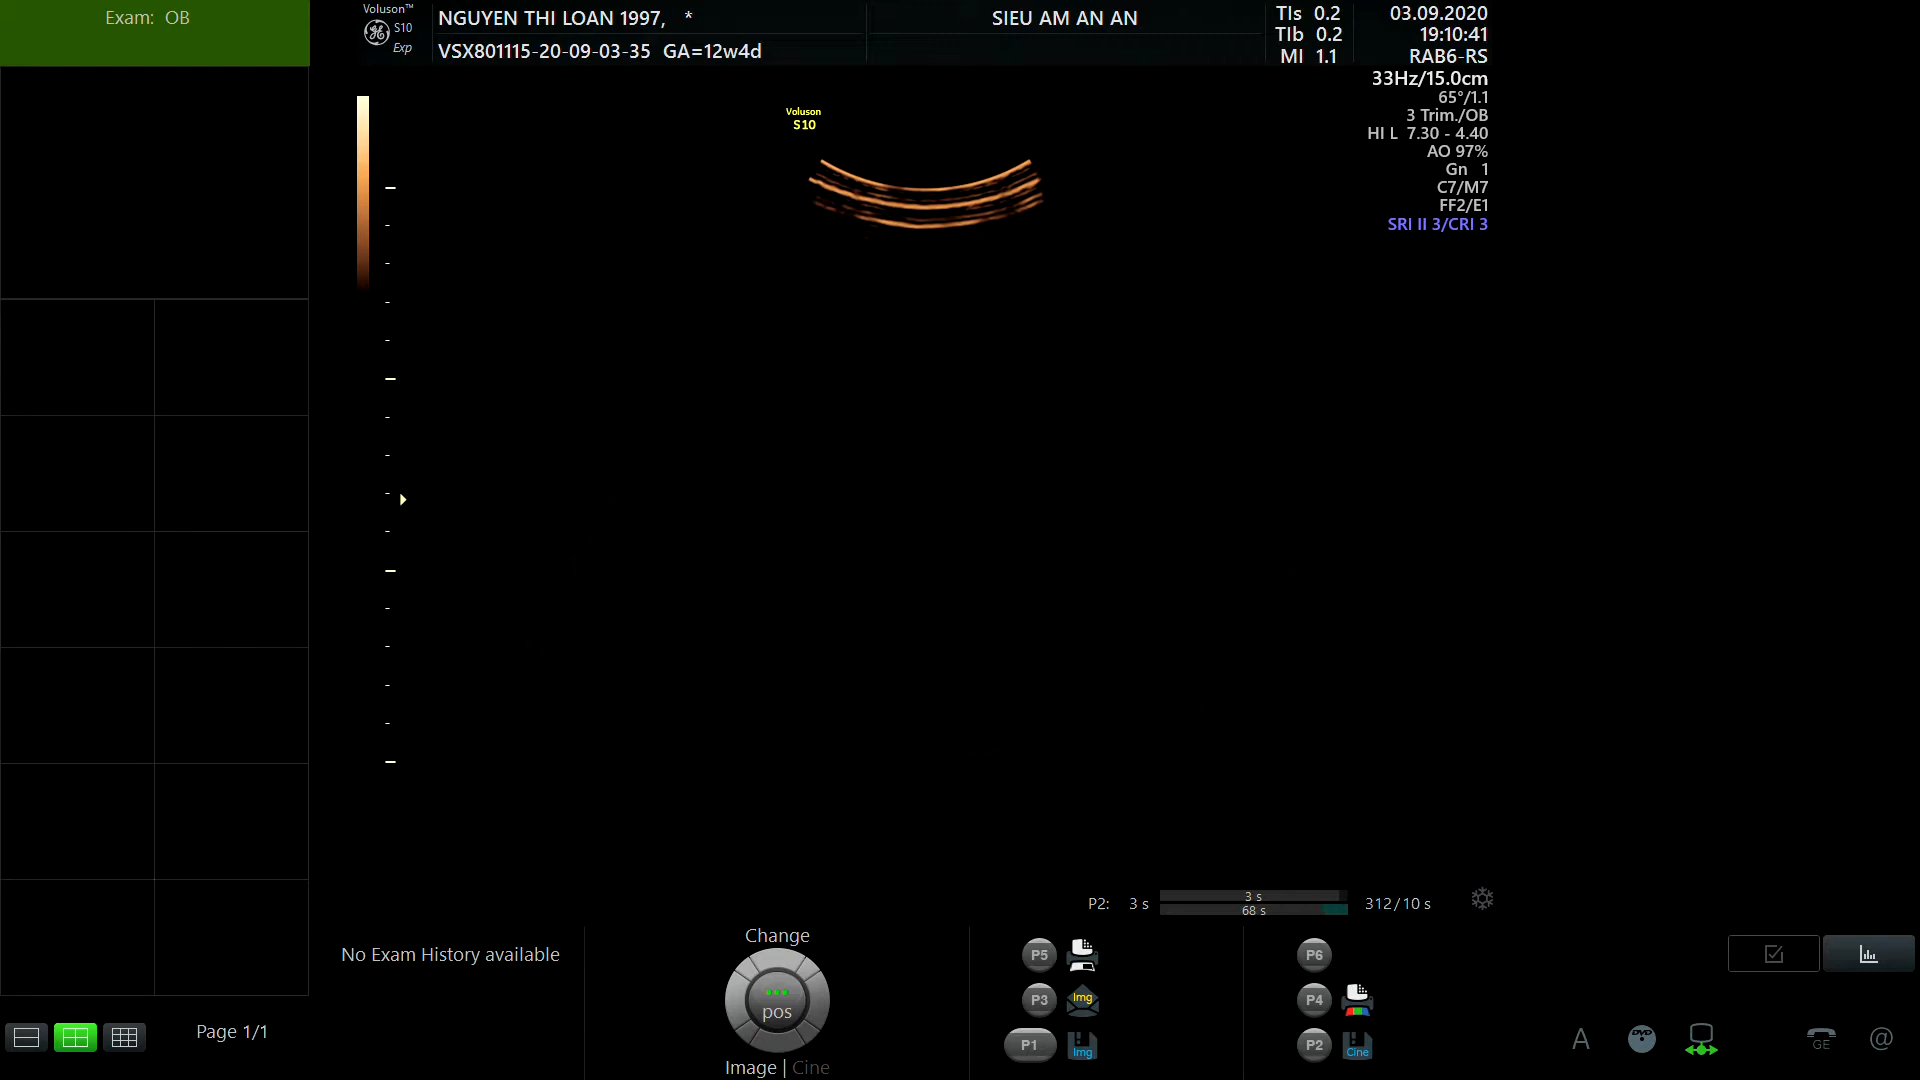 Exam: OB
Voluson™
S10
Exp
NGUYEN THI LOAN 1997, *
VSX801115-20-09-03-35 GA=12w4d
SIEU AM AN AN
TIs 0.2
TIb 0.2
MI 1.1
03.09.2020
19:10:41
RAB6-RS
33Hz/15.0cm
65°/1.1
3 Trim./OB
HI L 7.30 - 4.40
AO 97%
Gn 1
C7/M7
FF2/E1
SRI II 3/CRI 3
Voluson
S10
P2: 3 s
3 s
68 s
312/10 s
No Exam History available
Change
pos
Image | Cine
P5
P3 Img
P1 Img
P6
P4
P2 Cine
Page 1/1
A
DVD
GE
@